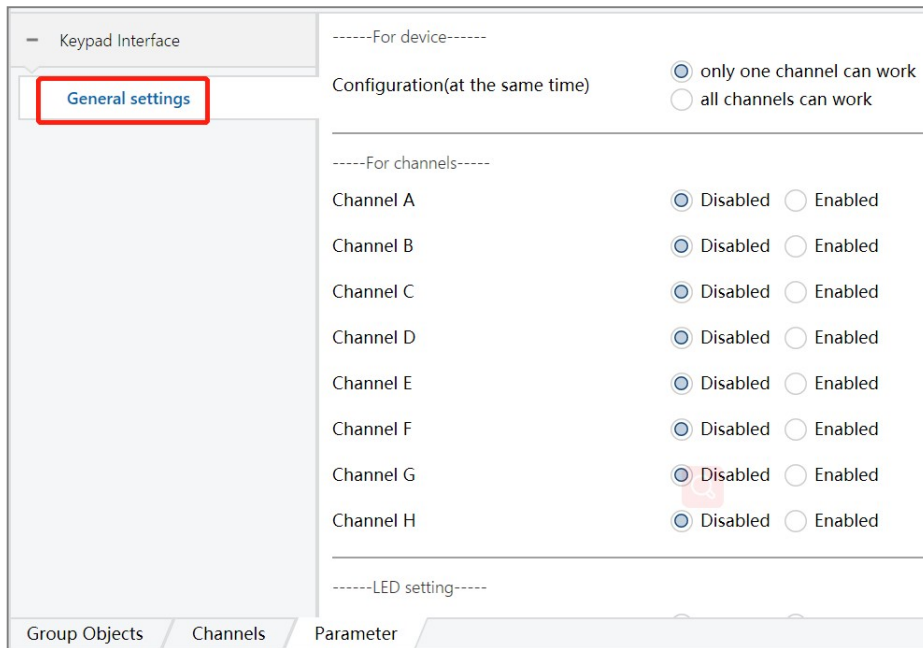 Keypad Interface
General settings
------For device------
Configuration(at the same time)
only one channel can work
all channels can work
-----For channels-----
Channel A Disabled Enabled
Channel B Disabled Enabled
Channel C Disabled Enabled
Channel D Disabled Enabled
Channel E Disabled Enabled
Channel F Disabled Enabled
Channel G Disabled Enabled
Channel H Disabled Enabled
------LED setting-----
Group Objects Channels Parameter